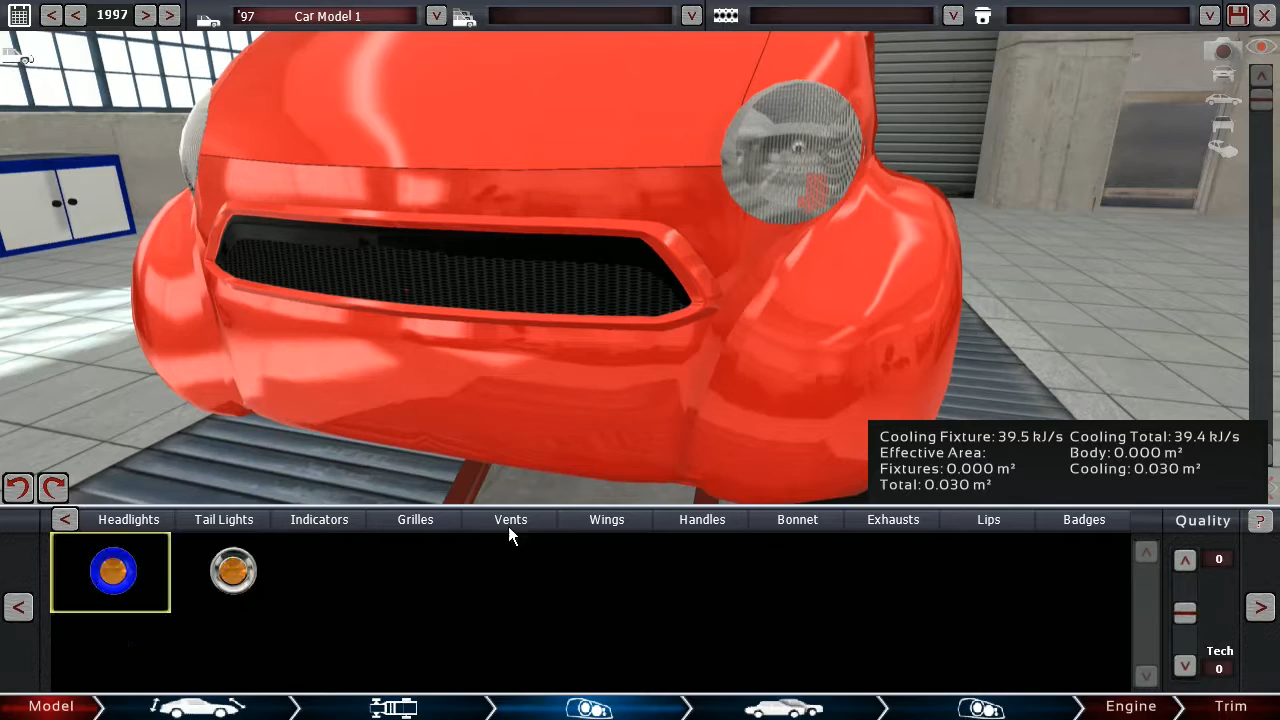 1997
'97 Car Model 1
Cooling Fixture: 39.5 kJ/s Cooling Total: 39.4 kJ/s
Effective Area: Body: 0.000 m²
Fixtures: 0.000 m² Cooling: 0.030 m²
Total: 0.030 m²
< Headlights Tail Lights Indicators Grilles Vents Wings Handles Bonnet Exhausts Lips Badges Quality ?
0
Tech
0
Model Engine Trim